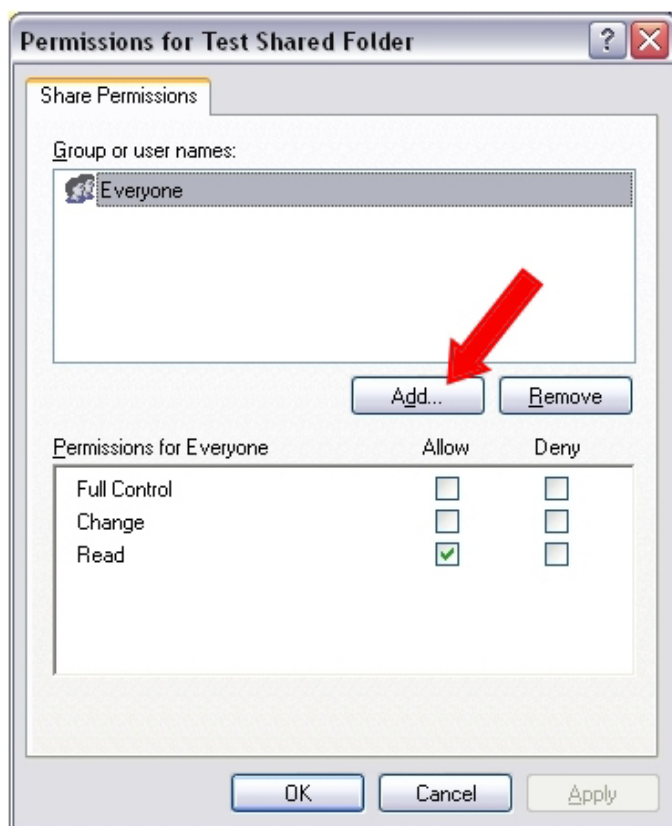 Permissions for Test Shared Folder
Share Permissions
Group or user names:
Everyone
Add... Remove
Permissions for Everyone Allow Deny
Full Control
Change
Read
OK Cancel Apply